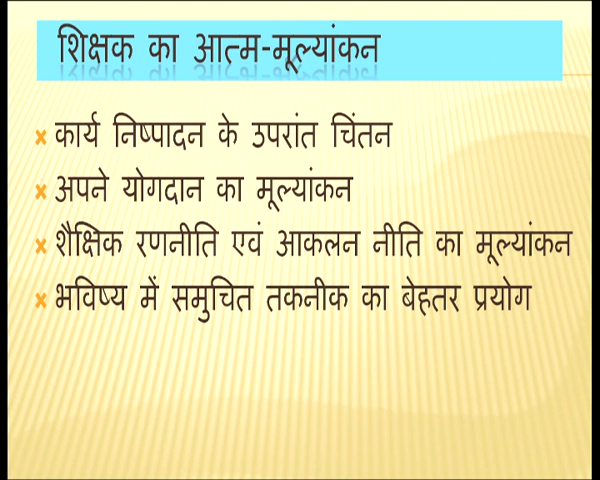 शिक्षक का आत्म-मूल्यांकन
कार्य निष्पादन के उपरांत चिंतन
अपने योगदान का मूल्यांकन
शैक्षिक रणनीति एवं आकलन नीति का मूल्यांकन
भविष्य में समुचित तकनीक का बेहतर प्रयोग